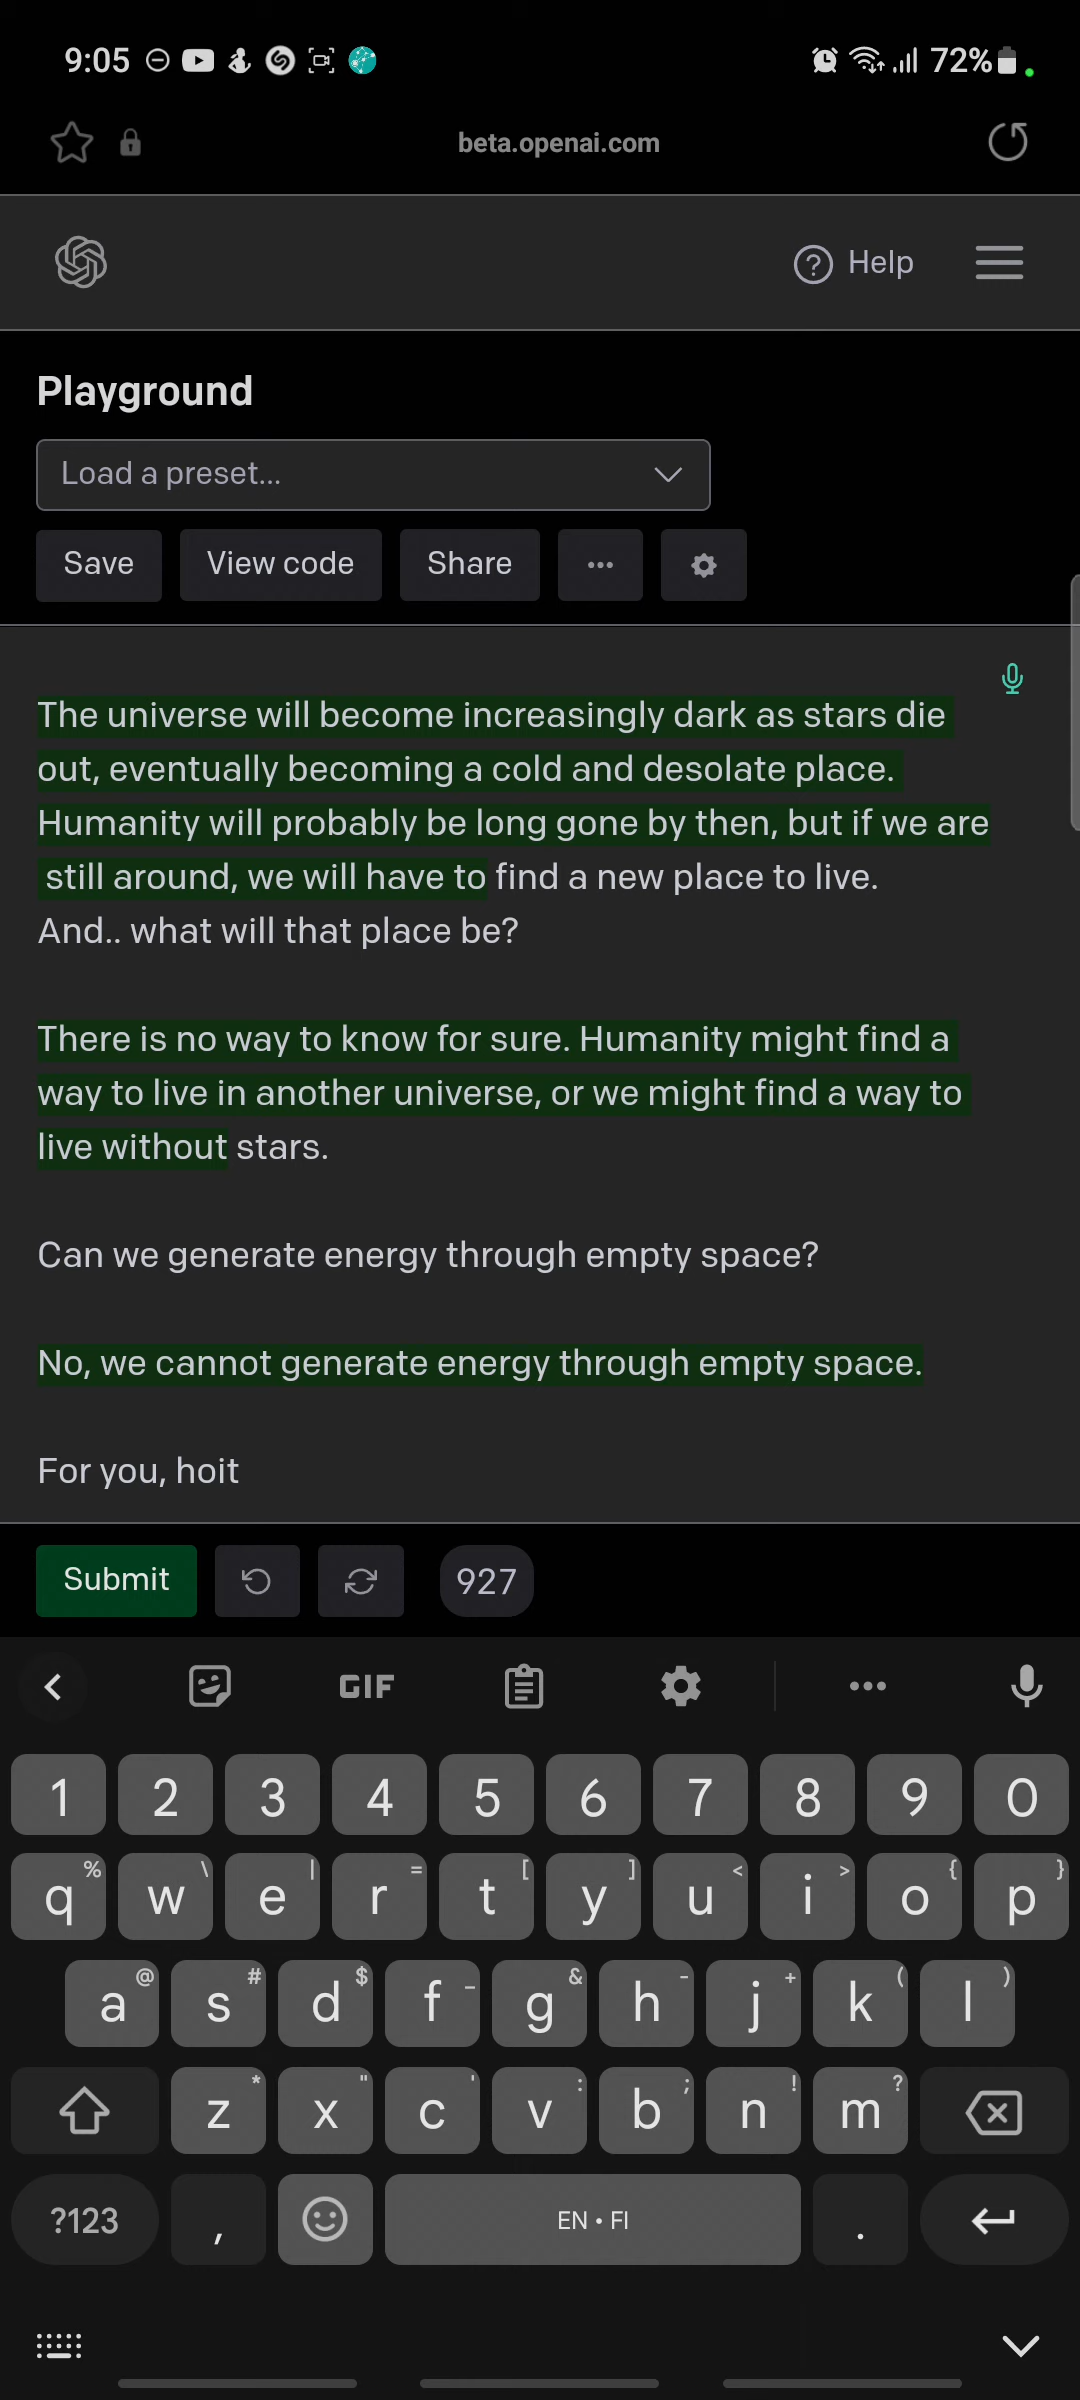 9:05
72%
beta.openai.com
Help
Playground
Load a preset...
Save
View code
Share
The universe will become increasingly dark as stars die
out, eventually becoming a cold and desolate place.
Humanity will probably be long gone by then, but if we are
still around, we will have to find a new place to live.
And.. what will that place be?
There is no way to know for sure. Humanity might find a
way to live in another universe, or we might find a way to
live without stars.
Can we generate energy through empty space?
No, we cannot generate energy through empty space.
For you, hoit
Submit
927
GIF
1 2 3 4 5 6 7 8 9 0
% \ | = [ ] < > { }
q w e r t y u i o p
@ # $ _ & - + ( )
a s d f g h j k l
* " ' : ; ! ?
z x c v b n m
?123 , EN • FI .